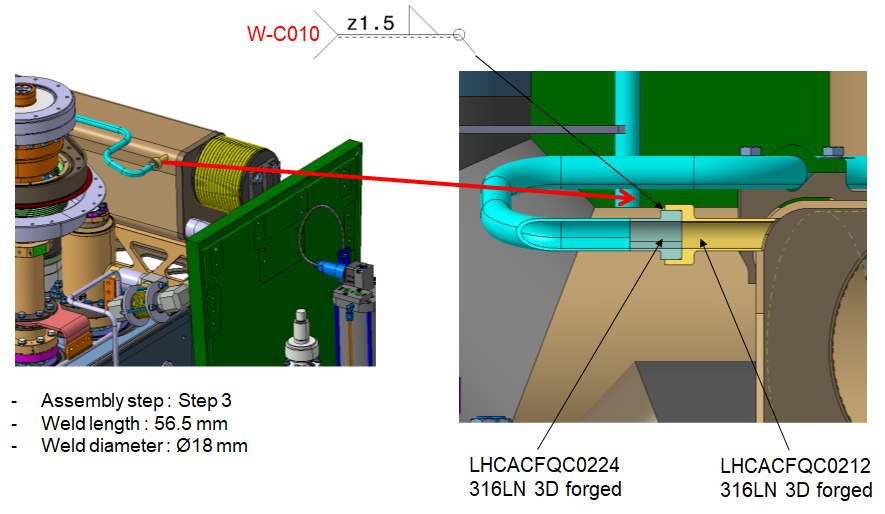 W-C010
z1.5
- Assembly step : Step 3
- Weld length : 56.5 mm
- Weld diameter : Ø18 mm
LHCACFQC0224
316LN 3D forged
LHCACFQC0212
316LN 3D forged